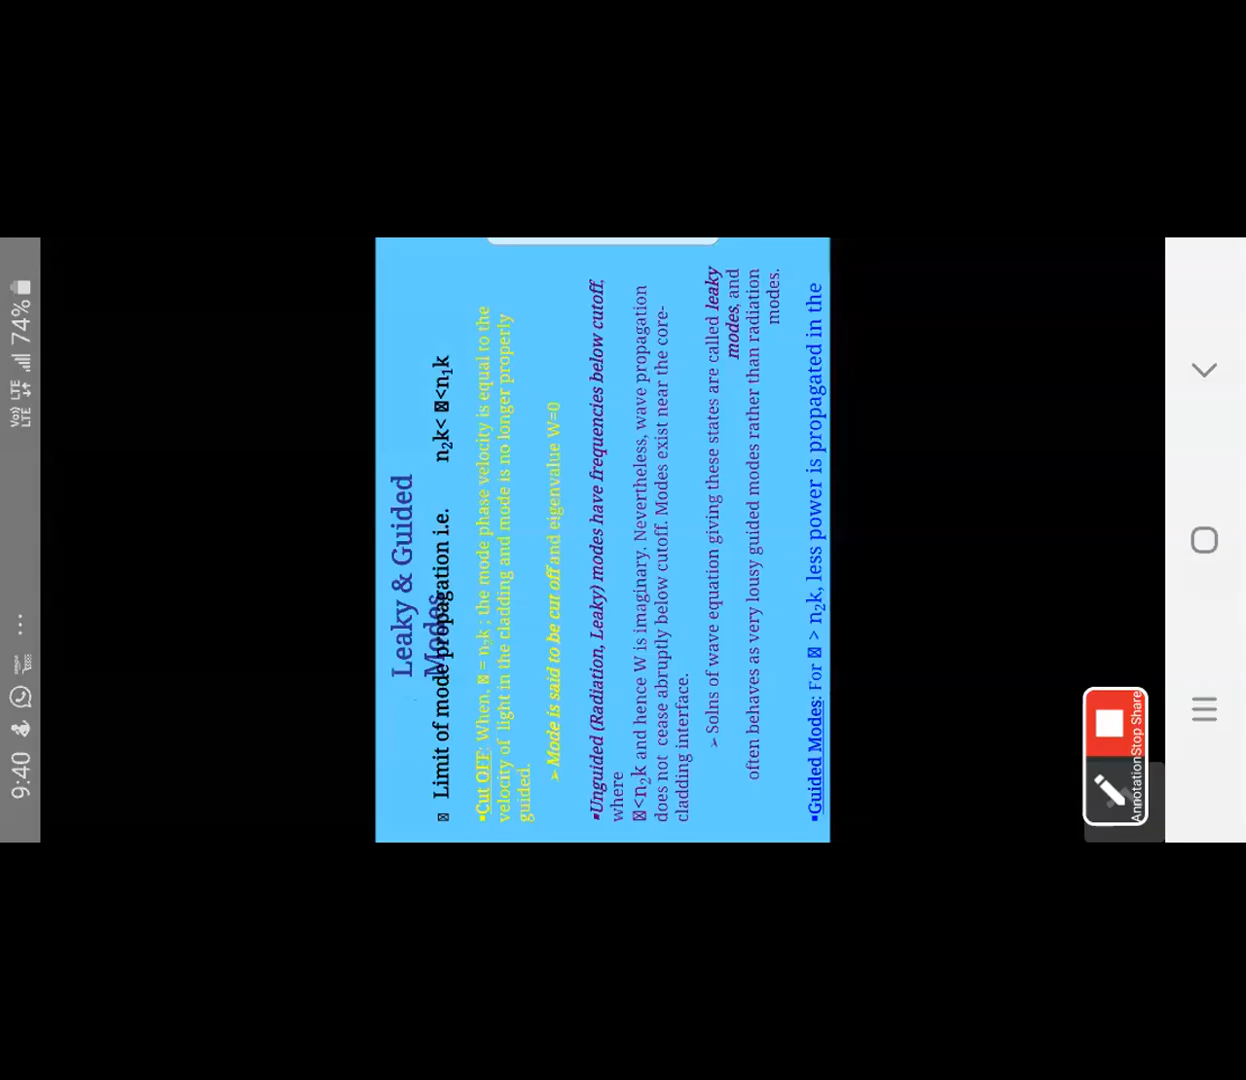 9:40
Vo)) LTE
LTE
74%
Leaky & Guided
Modes
Limit of mode propagation i.e. n₂k< <n₁k
▪Cut OFF: When, = n₂k ; the mode phase velocity is equal to the
velocity of light in the cladding and mode is no longer properly
guided.
➢Mode is said to be cut off and eigenvalue W=0
▪Unguided (Radiation, Leaky) modes have frequencies below cutoff,
where
<n₂k and hence W is imaginary. Nevertheless, wave propagation
does not cease abruptly below cutoff. Modes exist near the core-
cladding interface.
➢Solns of wave equation giving these states are called leaky
modes, and
often behaves as very lousy guided modes rather than radiation
modes.
▪Guided Modes: For > n₂k, less power is propagated in the
Annotation
Stop Share